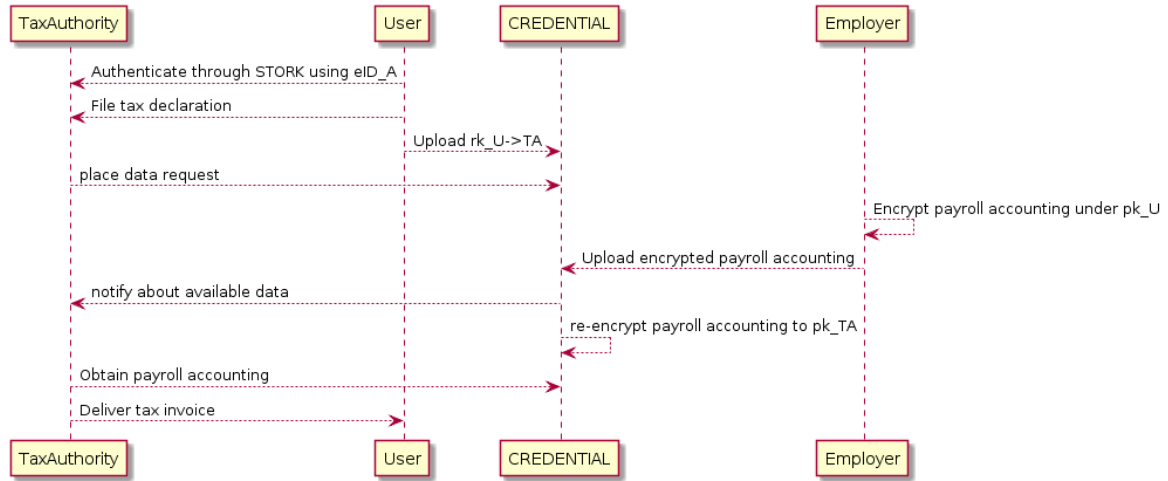 TaxAuthority
User
CREDENTIAL
Employer
Authenticate through STORK using eID_A
File tax declaration
Upload rk_U->TA
place data request
Encrypt payroll accounting under pk_U
Upload encrypted payroll accounting
notify about available data
re-encrypt payroll accounting to pk_TA
Obtain payroll accounting
Deliver tax invoice
TaxAuthority
User
CREDENTIAL
Employer